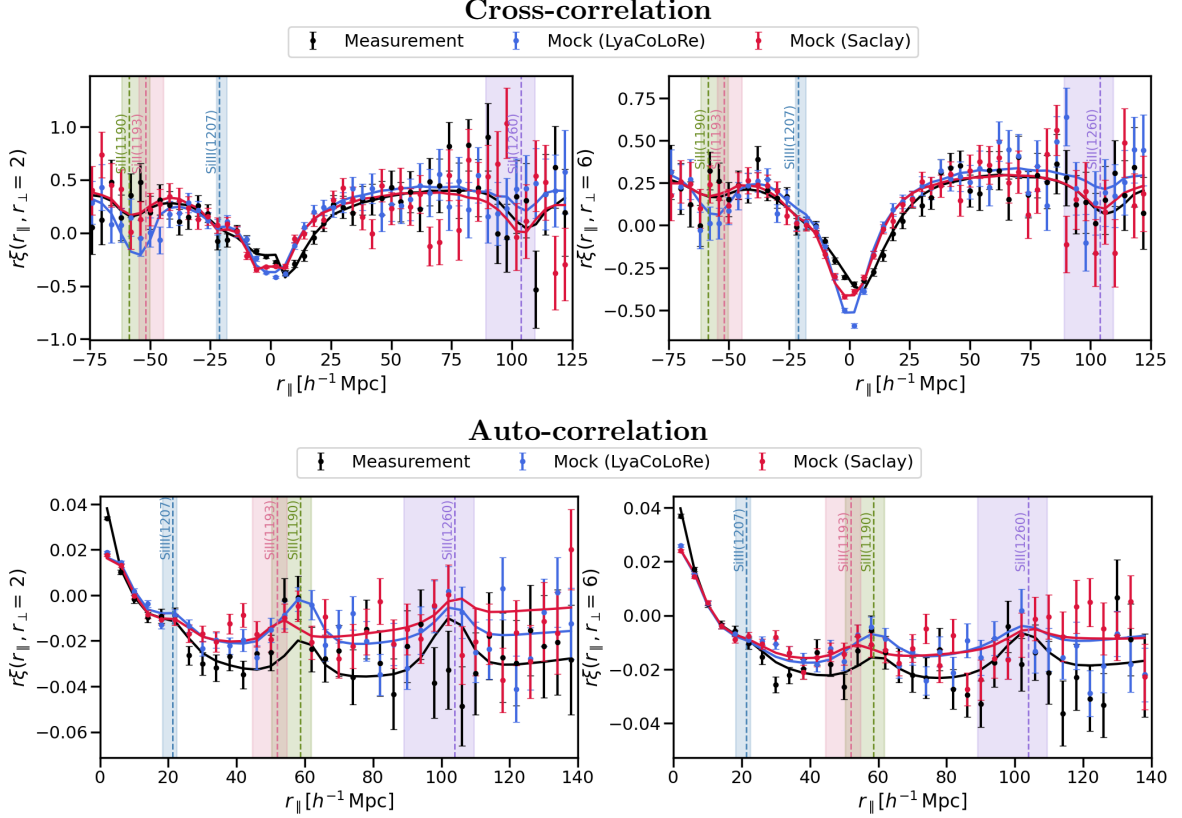 Cross-correlation
Measurement Mock (LyaCoLoRe) Mock (Saclay)
rξ(r∥, r⊥ = 2)
1.0
0.5
0.0
−0.5
−1.0
SiII(1190)
SiII(1193)
SiIII(1207)
SiII(1260)
−75 −50 −25 0 25 50 75 100 125
r∥ [h⁻¹ Mpc]
rξ(r∥, r⊥ = 6)
0.75
0.50
0.25
0.00
−0.25
−0.50
SiII(1190)
SiII(1193)
SiIII(1207)
SiII(1260)
−75 −50 −25 0 25 50 75 100 125
r∥ [h⁻¹ Mpc]
Auto-correlation
Measurement Mock (LyaCoLoRe) Mock (Saclay)
rξ(r∥, r⊥ = 2)
0.04
0.02
0.00
−0.02
−0.04
−0.06
SiIII(1207)
SiII(1193)
SiII(1190)
SiII(1260)
0 20 40 60 80 100 120 140
r∥ [h⁻¹ Mpc]
rξ(r∥, r⊥ = 6)
0.04
0.02
0.00
−0.02
−0.04
SiIII(1207)
SiII(1193)
SiII(1190)
SiII(1260)
0 20 40 60 80 100 120 140
r∥ [h⁻¹ Mpc]